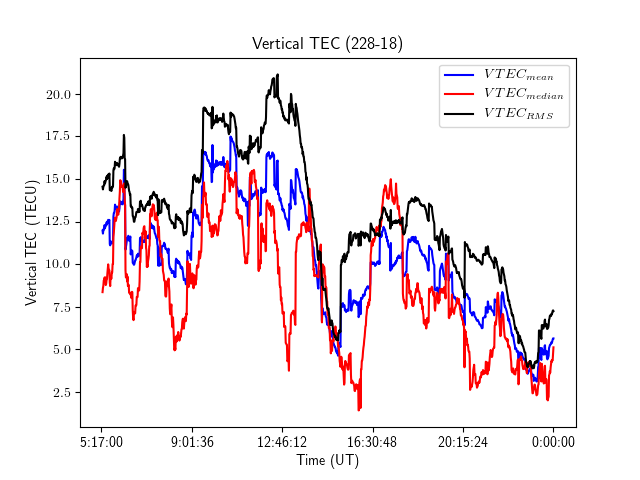 Vertical TEC (228-18)
VTEC_mean
VTEC_median
VTEC_RMS
Vertical TEC (TECU)
20.0
17.5
15.0
12.5
10.0
7.5
5.0
2.5
5:17:00 9:01:36 12:46:12 16:30:48 20:15:24 0:00:00
Time (UT)